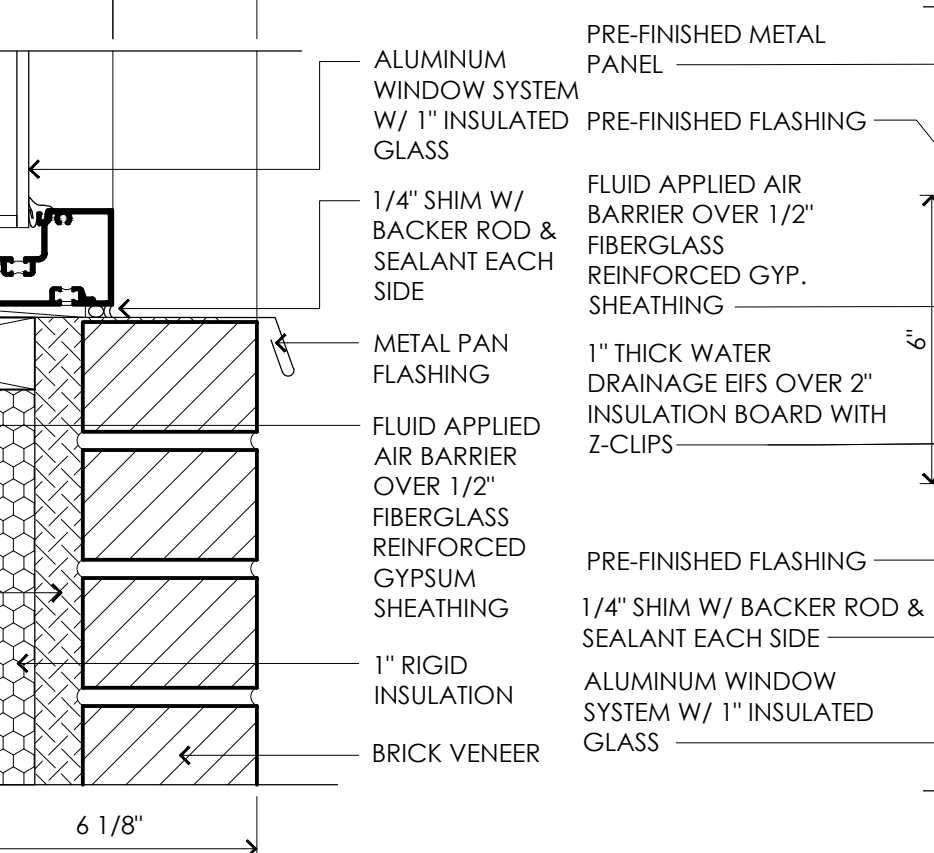 ALUMINUM
WINDOW SYSTEM
W/ 1" INSULATED
GLASS
1/4" SHIM W/
BACKER ROD &
SEALANT EACH
SIDE
METAL PAN
FLASHING
FLUID APPLIED
AIR BARRIER
OVER 1/2"
FIBERGLASS
REINFORCED
GYPSUM
SHEATHING
1" RIGID
INSULATION
BRICK VENEER
6 1/8"
PRE-FINISHED METAL
PANEL
PRE-FINISHED FLASHING
FLUID APPLIED AIR
BARRIER OVER 1/2"
FIBERGLASS
REINFORCED GYP.
SHEATHING
1" THICK WATER
DRAINAGE EIFS OVER 2"
INSULATION BOARD WITH
Z-CLIPS
6"
PRE-FINISHED FLASHING
1/4" SHIM W/ BACKER ROD &
SEALANT EACH SIDE
ALUMINUM WINDOW
SYSTEM W/ 1" INSULATED
GLASS